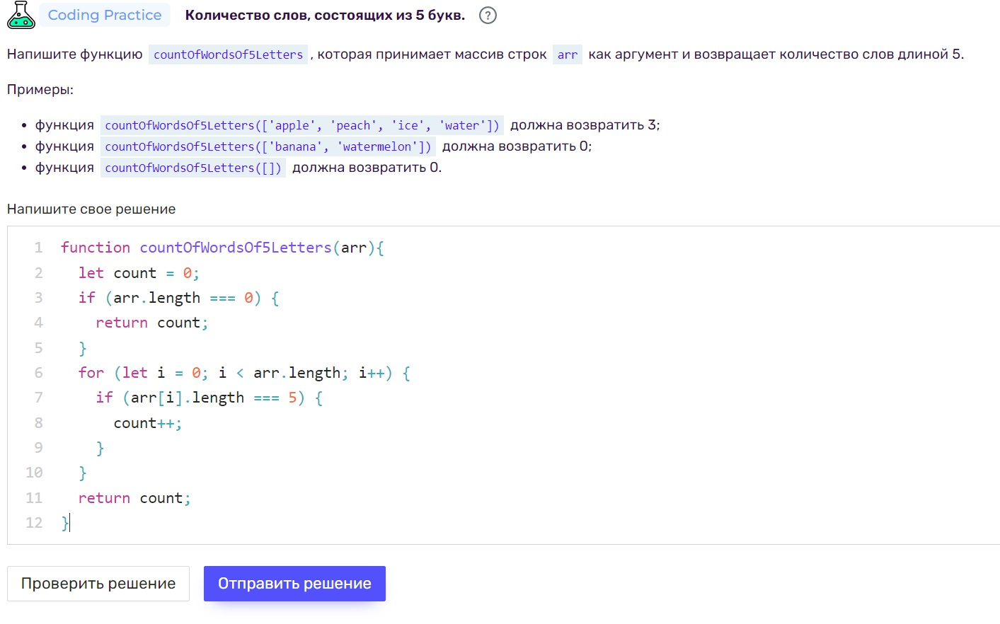 Coding Practice Количество слов, состоящих из 5 букв. ?
Напишите функцию countOfWordsOf5Letters , которая принимает массив строк arr как аргумент и возвращает количество слов длиной 5.
Примеры:
• функция countOfWordsOf5Letters(['apple', 'peach', 'ice', 'water']) должна возвратить 3;
• функция countOfWordsOf5Letters(['banana', 'watermelon']) должна возвратить 0;
• функция countOfWordsOf5Letters([]) должна возвратить 0.
Напишите свое решение
1 function countOfWordsOf5Letters(arr){
2   let count = 0;
3   if (arr.length === 0) {
4     return count;
5   }
6   for (let i = 0; i < arr.length; i++) {
7     if (arr[i].length === 5) {
8       count++;
9     }
10   }
11   return count;
12 }
Проверить решение Отправить решение